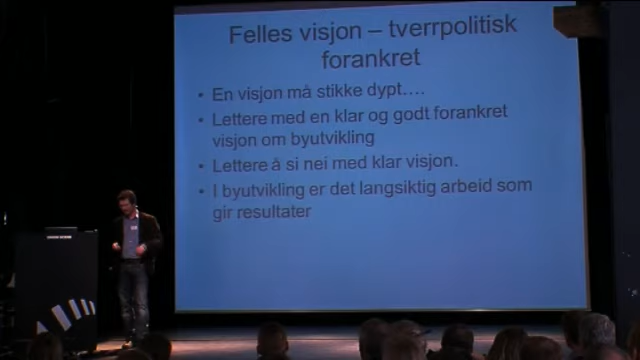 Felles visjon – tverrpolitisk
forankret
• En visjon må stikke dypt….
• Lettere med en klar og godt forankret
visjon om byutvikling
• Lettere å si nei med klar visjon.
• I byutvikling er det langsiktig arbeid som
gir resultater